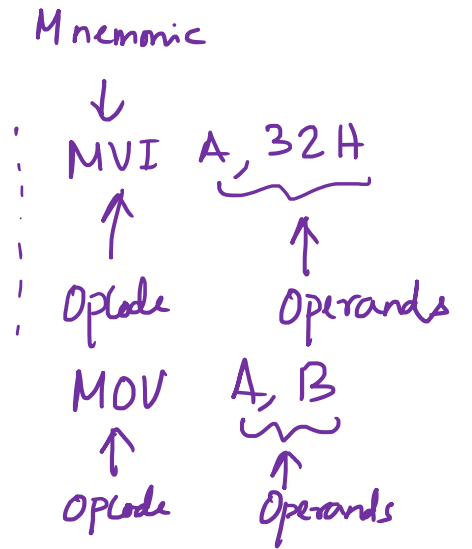 Mnemonic
MVI A, 32H
Opcode Operands
MOV A, B
Opcode Operands